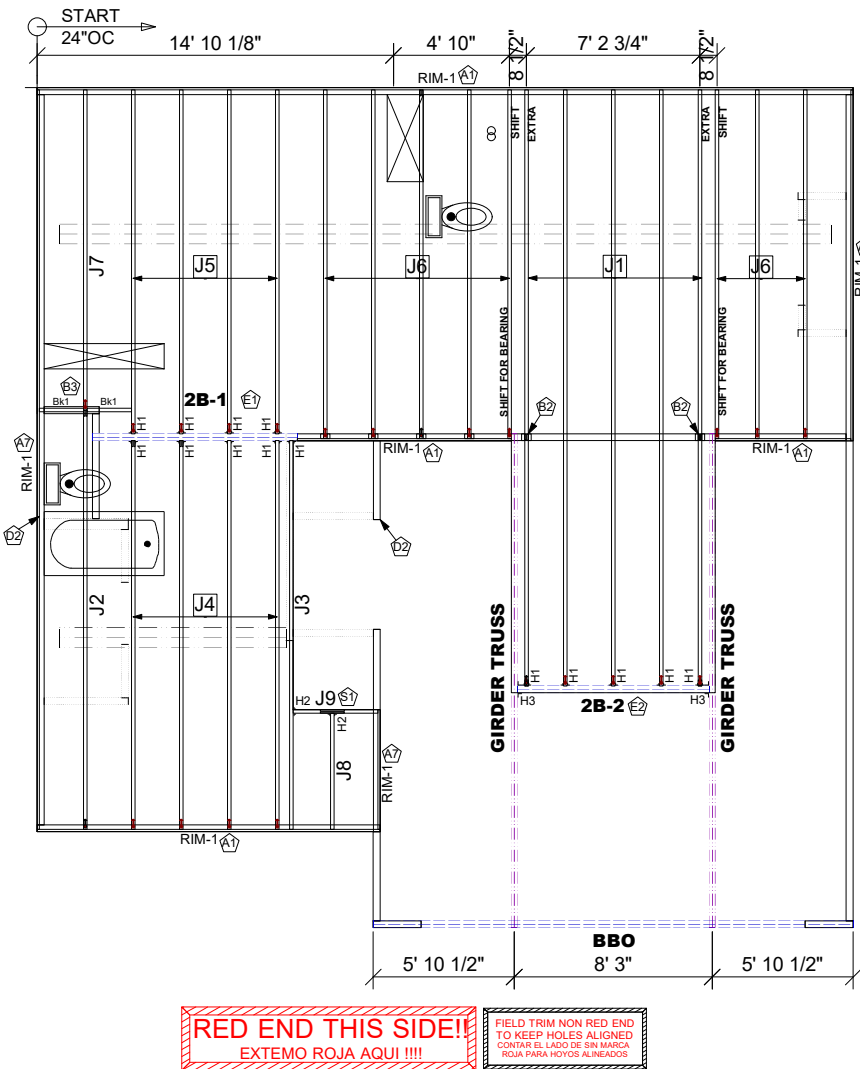 START
24"OC
14' 10 1/8"
4' 10"
8 1/2"
7' 2 3/4"
8 1/2"
RIM-1 A1
SHIFT
EXTRA
EXTRA
SHIFT
J7
J5
J6
J1
J6
RIM-1
SHIFT FOR BEARING
SHIFT FOR BEARING
B3
Bk1 Bk1
2B-1 E1
H1 H1 H1 H1
H1 H1 H1 H1 H1
B2
B2
A7
RIM-1
RIM-1 A1
RIM-1 A1
D2
D2
J2
J4
J3
GIRDER TRUSS
GIRDER TRUSS
H1 H1 H1 H1 H1
H3 H3
2B-2 E2
H2 J9 S1
H2
J8
A7
RIM-1
RIM-1 A1
BBO
5' 10 1/2"
8' 3"
5' 10 1/2"
RED END THIS SIDE!!
EXTEMO ROJA AQUI !!!!
FIELD TRIM NON RED END
TO KEEP HOLES ALIGNED
CONTAR EL LADO DE SIN MARCA
ROJA PARA HOYOS ALINEADOS